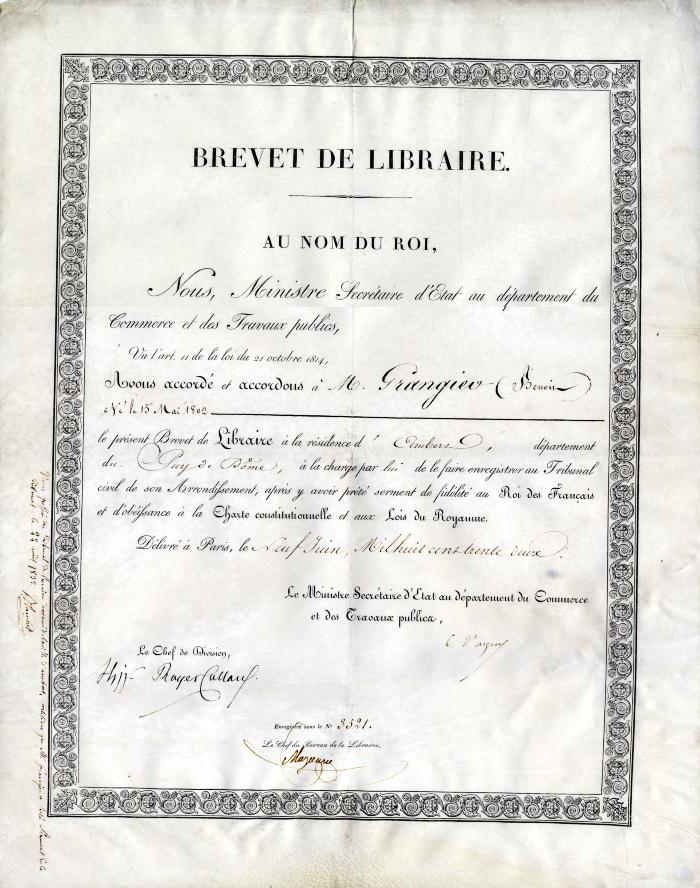 BREVET DE LIBRAIRE.
AU NOM DU ROI,
Nous, Ministre Secrétaire d'Etat au département du
Commerce et des Travaux publics,
Vu l'art. 11 de la loi du 21 octobre 1814,
Avons accordé et accordons à M. Grangier (Benoit)
Né le 15 Mai 1802
le présent Brevet de Libraire à la résidence d' Ambert, département
du Puy de Dôme, à la charge par lui de le faire enregistrer au Tribunal
civil de son Arrondissement, après y avoir prêté serment de fidélité au Roi des Français
et d'obéissance à la Charte constitutionnelle et aux Lois du Royaume.
Délivré à Paris, le Neuf Juin, Mil huit cent trente deux.
Le Ministre Secrétaire d'Etat au département du Commerce
et des Travaux publics,
C. d'argout
Le Chef de Division,
Hipp. Royer Collard.
Enregistré sous le No 3521.
Le Chef du Bureau de la Librairie,